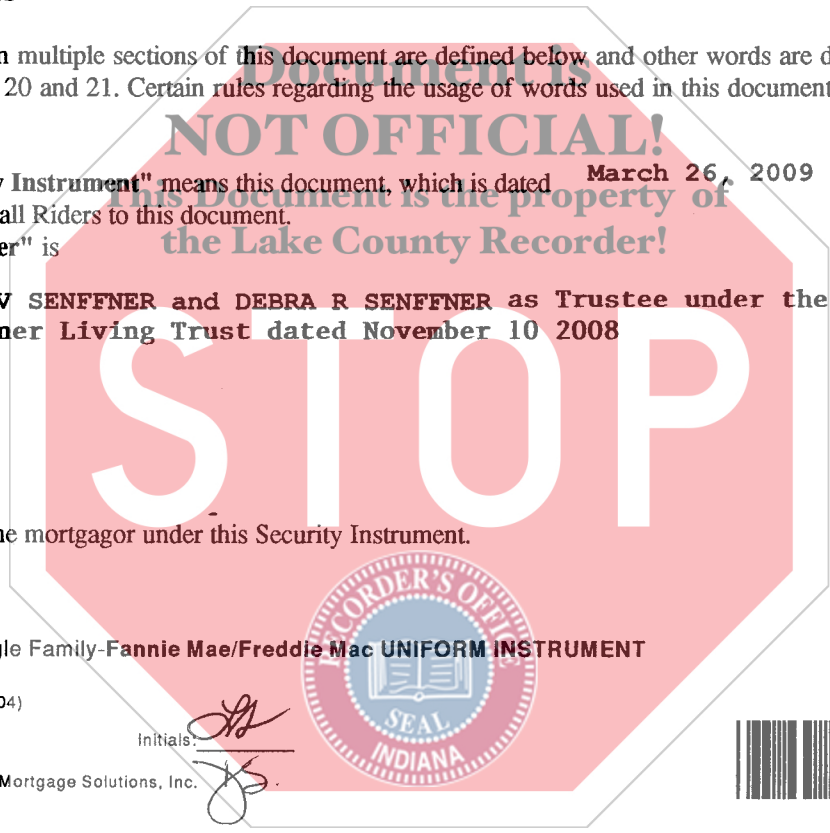 n multiple sections of this document are defined below and other words are d
Document is
20 and 21. Certain rules regarding the usage of words used in this document
NOT OFFICIAL!
y Instrument" means this document, which is dated March 26, 2009
This Document is the property of
all Riders to this document.
er" is
the Lake County Recorder!
V SENFFNER and DEBRA R SENFFNER as Trustee under the
ner Living Trust dated November 10 2008
STOP
he mortgagor under this Security Instrument.
RECORDER'S OFFICE
gle Family-Fannie Mae/Freddie Mac UNIFORM INSTRUMENT
04)
SEAL
Initials:
INDIANA
Mortgage Solutions, Inc.